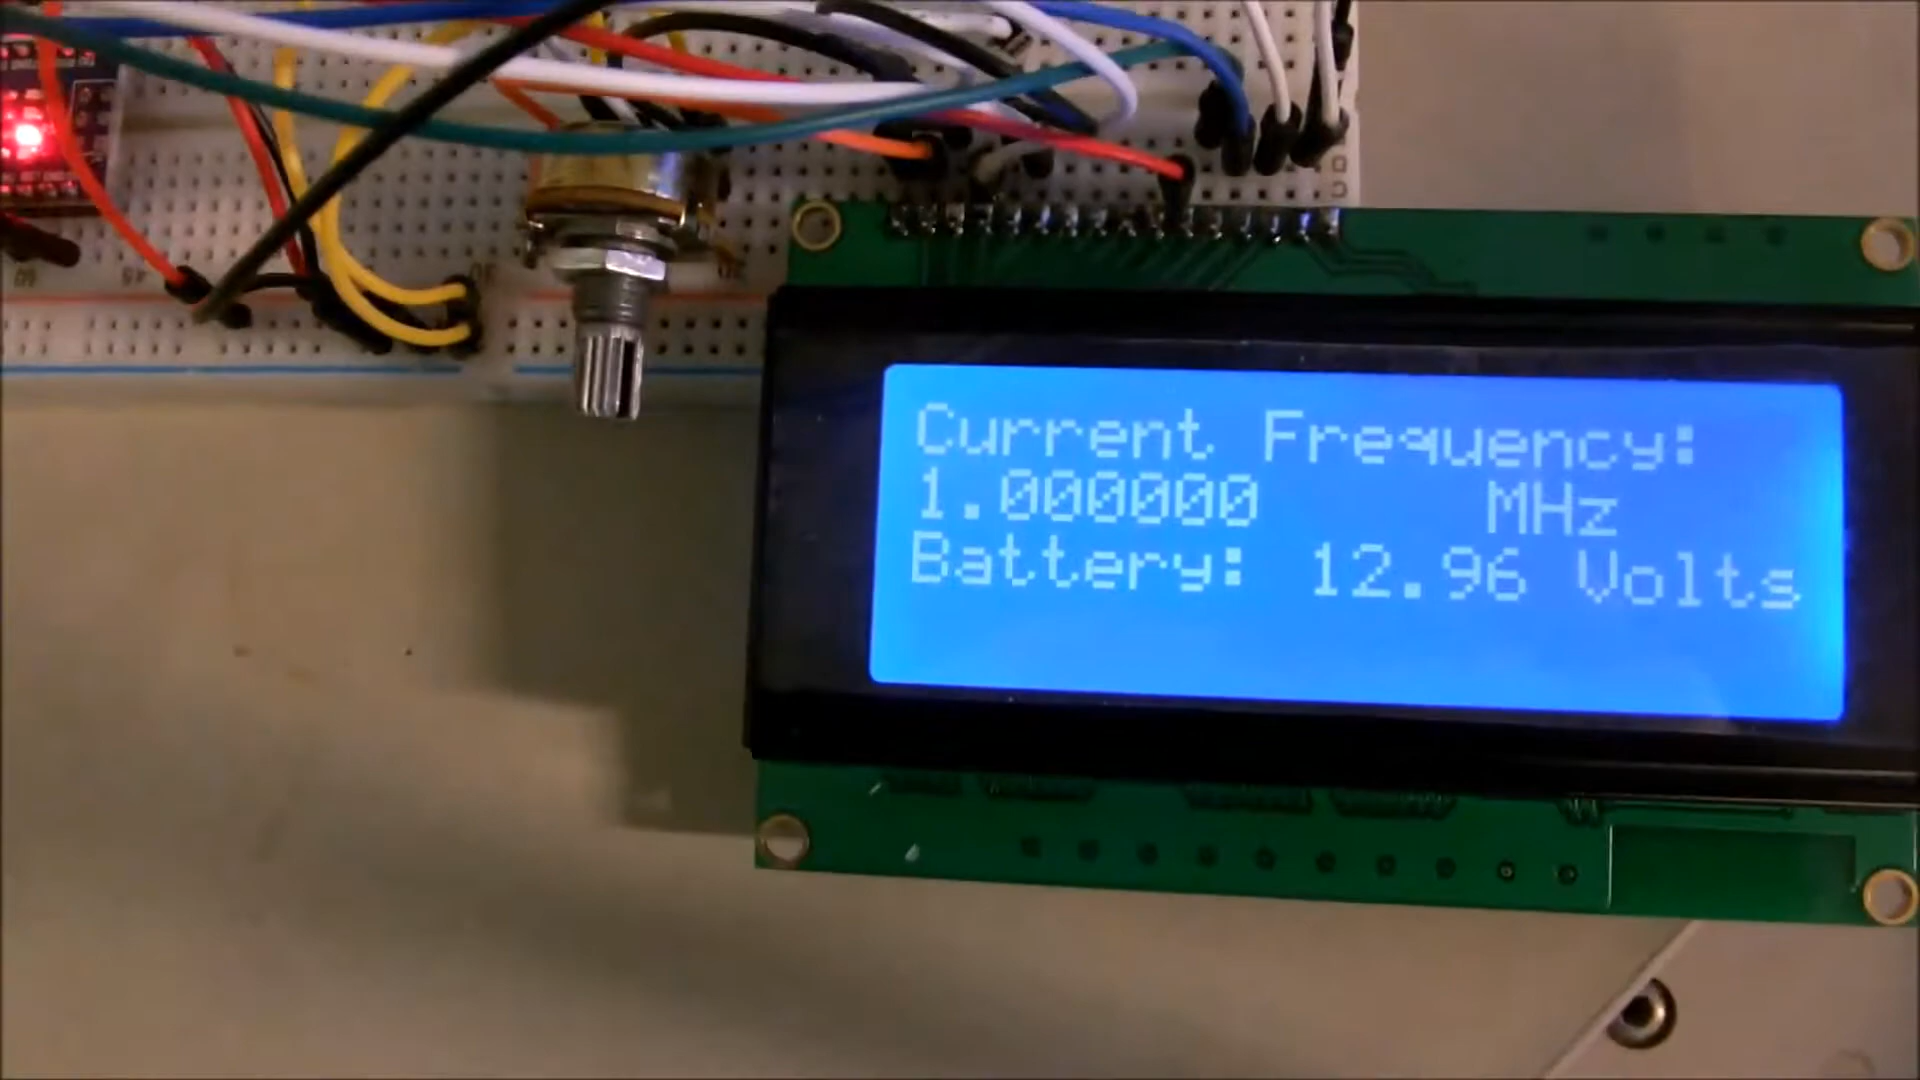 Current Frequency:
1.000000 MHz
Battery: 12.96 Volts